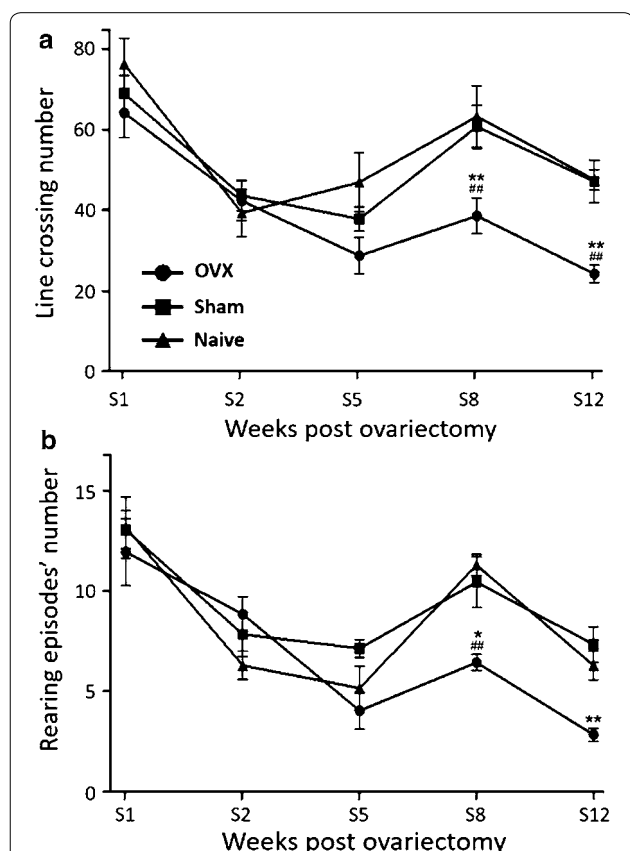 a
Line crossing number
80
60
40
20
0
**
##
**
##
OVX
Sham
Naive
S1 S2 S5 S8 S12
Weeks post ovariectomy
b
Rearing episodes' number
15
10
5
0
*
##
**
S1 S2 S5 S8 S12
Weeks post ovariectomy